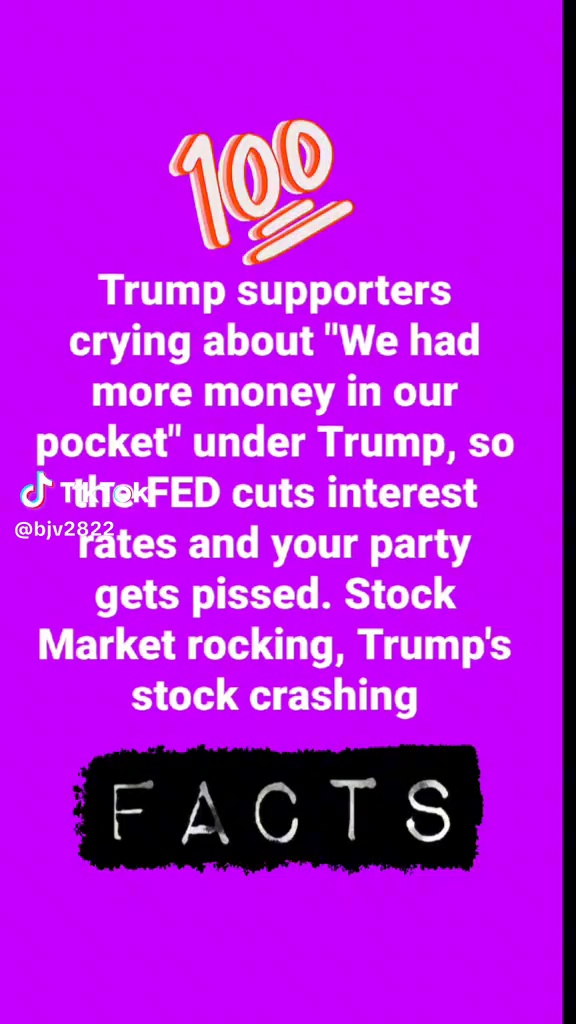 100
Trump supporters
crying about "We had
more money in our
pocket" under Trump, so
the FED cuts interest
rates and your party
gets pissed. Stock
Market rocking, Trump's
stock crashing
TikTok
@bjv2822
FACTS